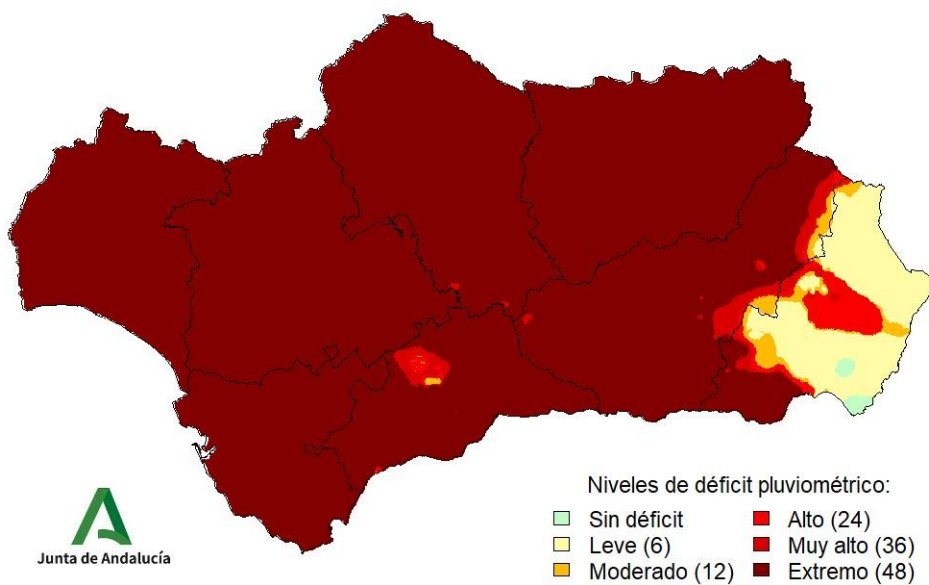 Niveles de déficit pluviométrico:
Sin déficit
Leve (6)
Moderado (12)
Alto (24)
Muy alto (36)
Extremo (48)
Junta de Andalucía